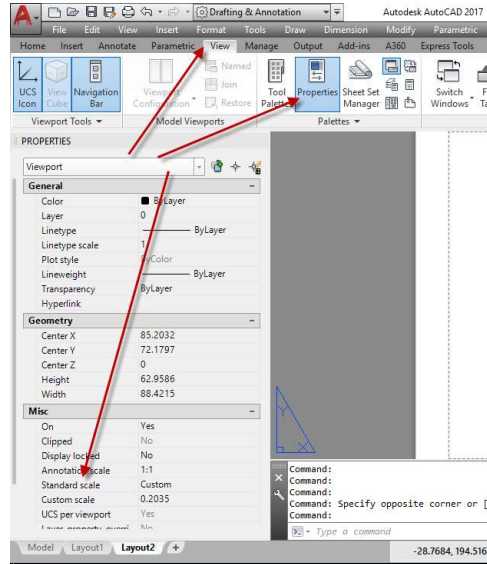 Drafting & Annotation Autodesk AutoCAD 2017
File Edit View Insert Format Tools Draw Dimension Modify Parametric
Home Insert Annotate Parametric View Manage Output Add-ins A360 Express Tools
UCS Icon View Cube Navigation Bar Viewport Configuration Named Join Restore Tool Palettes Properties Sheet Set Manager Switch Windows
Viewport Tools Model Viewports Palettes
PROPERTIES
Viewport
General
Color ByLayer
Layer 0
Linetype ByLayer
Linetype scale 1
Plot style ByColor
Lineweight ByLayer
Transparency ByLayer
Hyperlink
Geometry
Center X 85.2032
Center Y 72.1797
Center Z 0
Height 62.9586
Width 88.4215
Misc
On Yes
Clipped No
Display locked No
Annotation scale 1:1
Standard scale Custom
Custom scale 0.2035
UCS per viewport Yes
Y
X
Command:
Command:
Command:
Command: Specify opposite corner or [
Command:
Type a command
Model Layout1 Layout2 +
-28.7684, 194.516